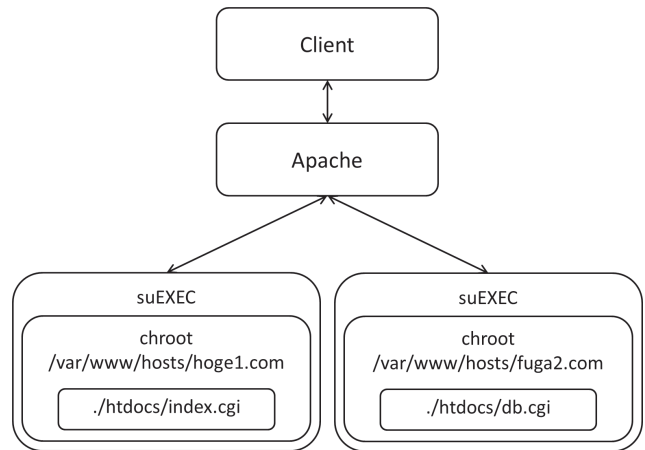 Client
Apache
suEXEC
chroot
/var/www/hosts/hoge1.com
./htdocs/index.cgi
suEXEC
chroot
/var/www/hosts/fuga2.com
./htdocs/db.cgi